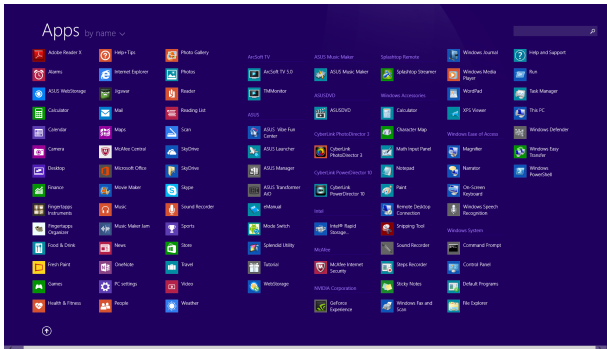 Apps by name
Adobe Reader X
Alarms
ASUS WebStorage
Calculator
Calendar
Camera
Desktop
Finance
Fingertapps
Instruments
Fingertapps
Organizer
Food & Drink
Fresh Paint
Games
Health & Fitness
Help+Tips
Internet Explorer
Jigswar
Mail
Maps
McAfee Central
Microsoft Office
Movie Maker
Music
Music Maker Jam
News
OneNote
PC settings
People
Photo Gallery
Photos
Reader
Reading List
Scan
SkyDrive
SkyDrive
Skype
Sound Recorder
Sports
Store
Travel
Video
Weather
ArcSoft TV
ArcSoft TV 5.0
TMMonitor
ASUS
ASUS Vibe Fun
Center
ASUS Launcher
ASUS Manager
ASUS Transformer
AiO
eManual
Mode Switch
Splendid Utility
Tutorial
WebStorage
ASUS Music Maker
ASUS Music Maker
ASUSDVD
ASUSDVD
CyberLink PhotoDirector 3
CyberLink
PhotoDirector 3
CyberLink PowerDirector 10
CyberLink
PowerDirector 10
Intel
Intel® Rapid
Storage...
McAfee
McAfee Internet
Security
NVIDIA Corporation
GeForce
Experience
Splashtop Remote
Splashtop Streamer
Windows Accessories
Calculator
Character Map
Math Input Panel
Notepad
Paint
Remote Desktop
Connection
Snipping Tool
Sound Recorder
Steps Recorder
Sticky Notes
Windows Fax and
Scan
Windows Journal
Windows Media
Player
WordPad
XPS Viewer
Windows Ease of Access
Magnifier
Narrator
On-Screen
Keyboard
Windows Speech
Recognition
Windows System
Command Prompt
Control Panel
Default Programs
File Explorer
Help and Support
Run
Task Manager
This PC
Windows Defender
Windows Easy
Transfer
Windows
PowerShell